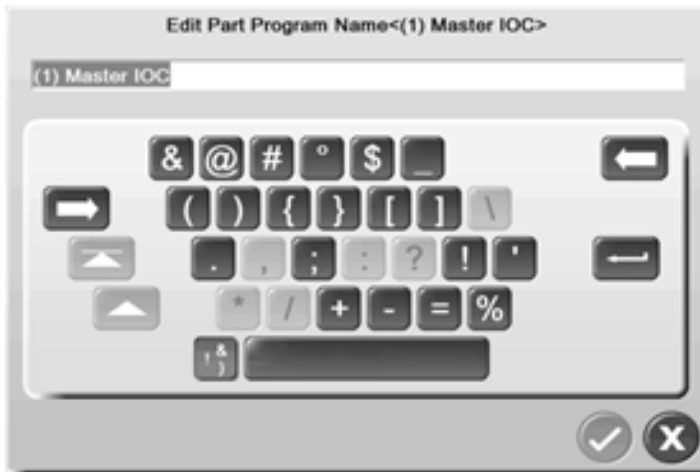 Edit Part Program Name<(1) Master IOC>
(1) Master IOC
& @ # ° $ _
( ) { } [ ] \
. , ; : ? ! '
* / + - = %
! & )